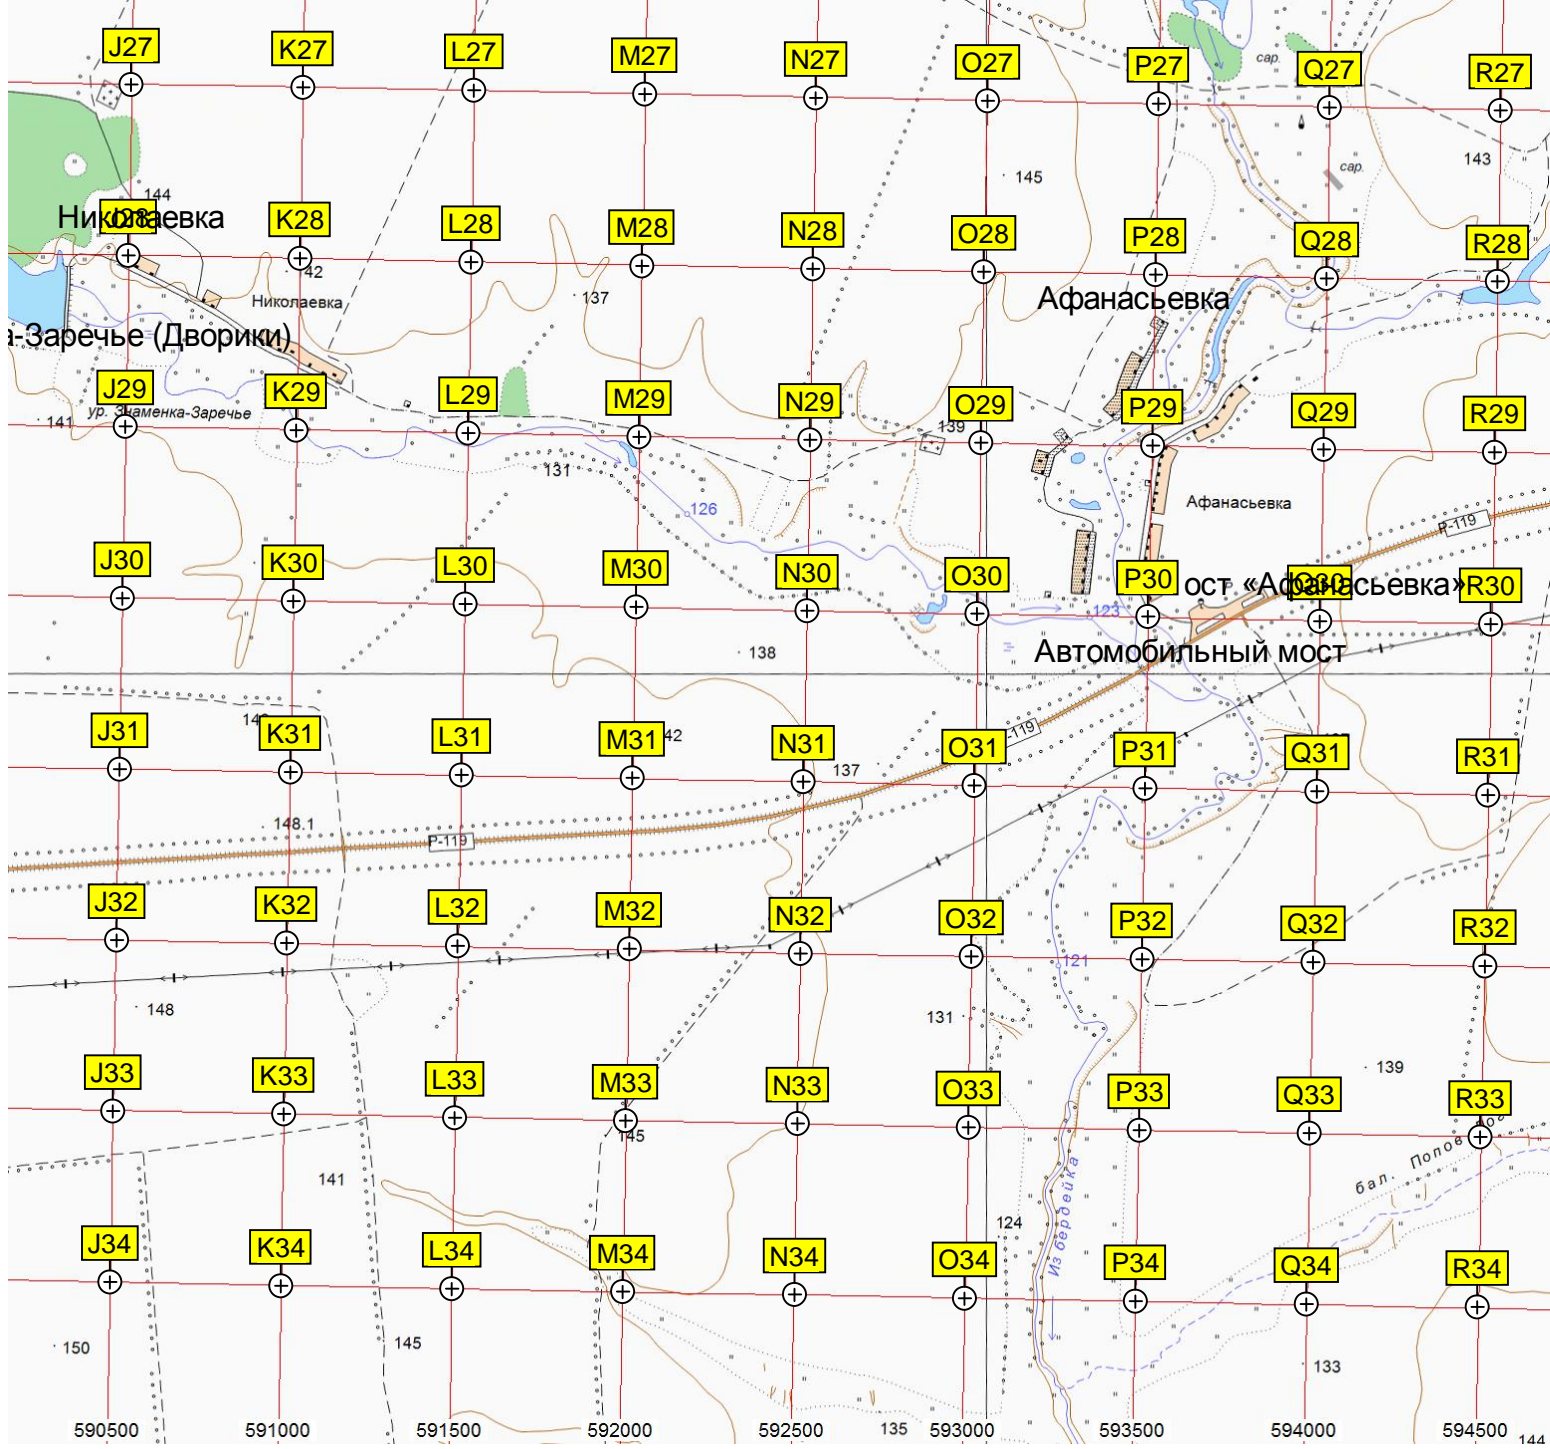 J27 K27 L27 M27 N27 O27 P27 сар. Q27 R27
144 145 сар. 143
Николаевка J28 K28 L28 M28 N28 O28 P28 Q28 R28
42 137 Афанасьевка
Николаевка
а-Заречье (Дворики)
J29 K29 L29 M29 N29 O29 P29 Q29 R29
141 ур. Знаменка-Заречье 139
131
126 Афанасьевка Р-119
J30 K30 L30 M30 N30 O30 P30 ост «Афанасьевка» Q30 R30
123
138 Автомобильный мост
J31 K31 L31 M31 42 N31 O31 -119 P31 Q31 R31
137
148.1 Р-119
J32 K32 L32 M32 N32 O32 P32 Q32 R32
121
148 131
139
J33 K33 L33 M33 N33 O33 P33 Q33 R33
145
141 бал. Попов
Из бердейка
124
J34 K34 L34 M34 N34 O34 P34 Q34 R34
150 145 133
135 144
590500 591000 591500 592000 592500 593000 593500 594000 594500